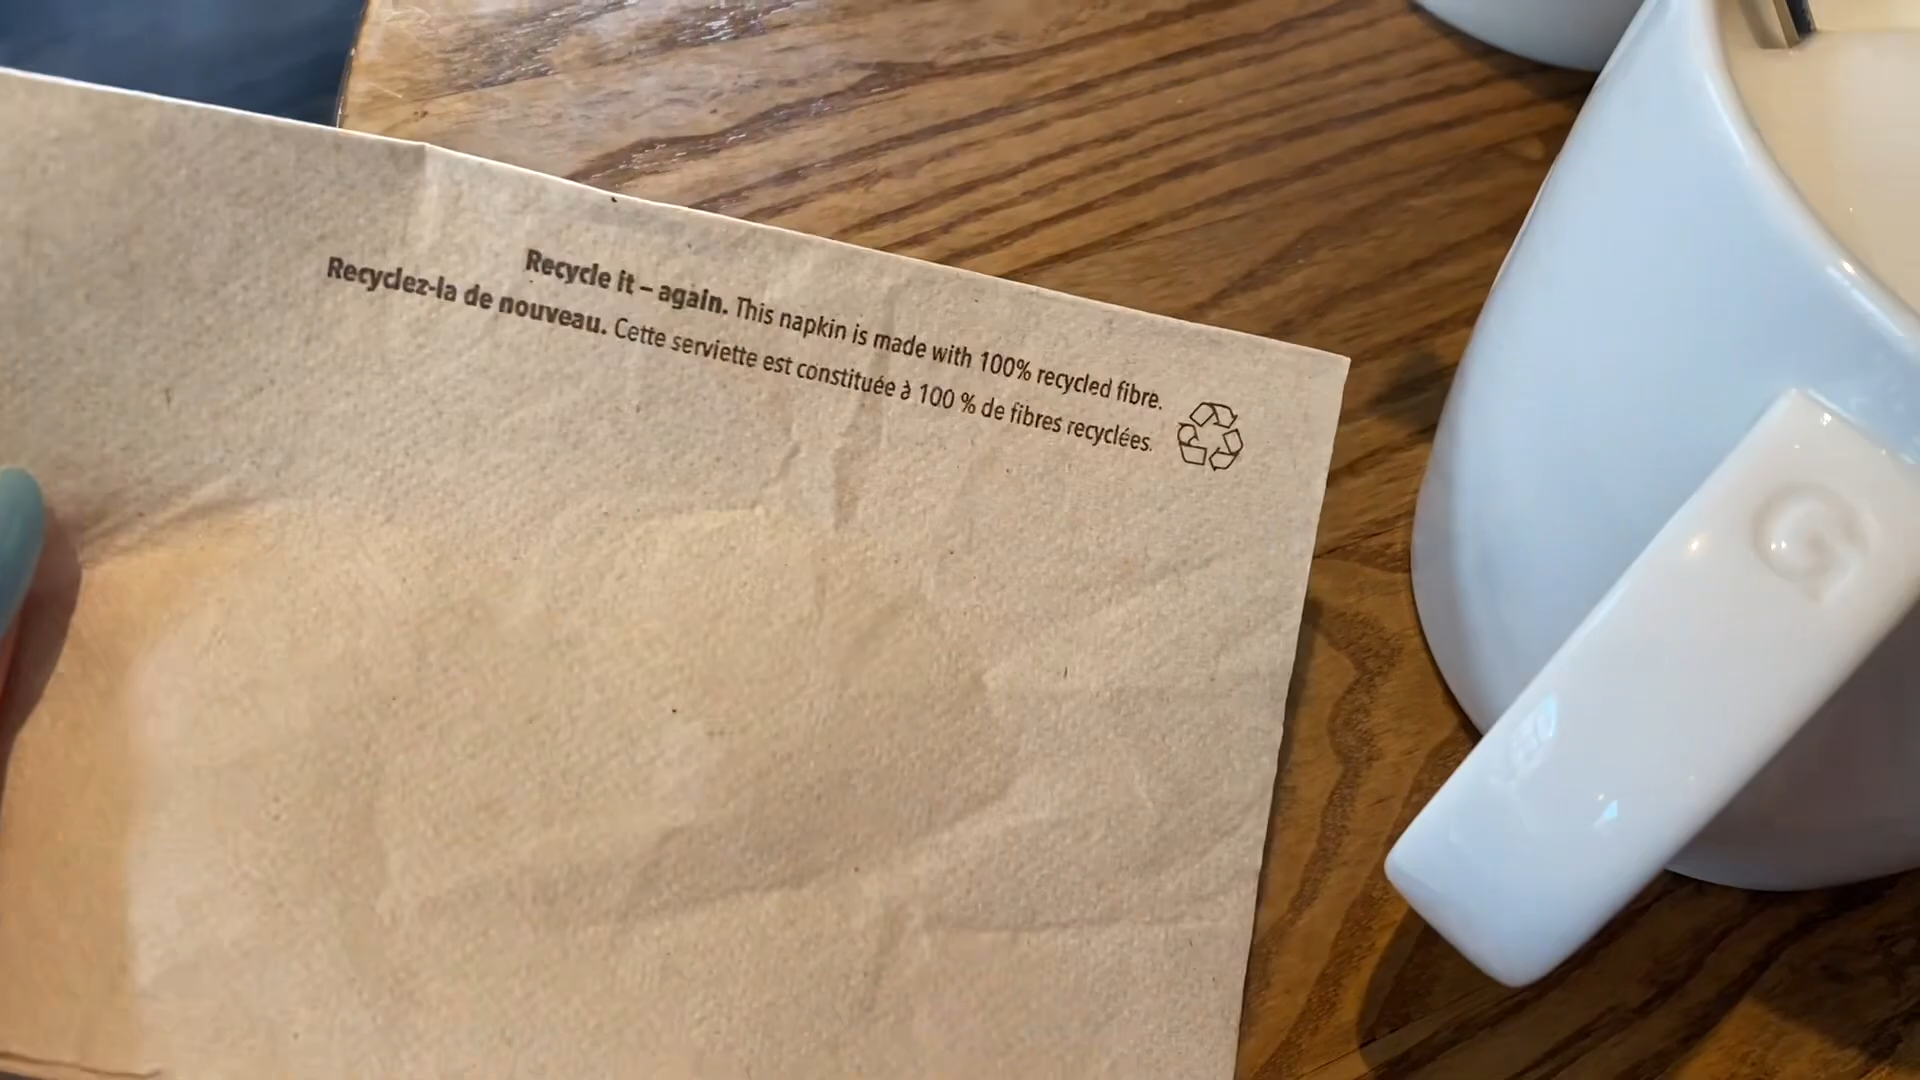 Recycle it – again. This napkin is made with 100% recycled fibre.
Recyclez-la de nouveau. Cette serviette est constituée à 100 % de fibres recyclées.
G